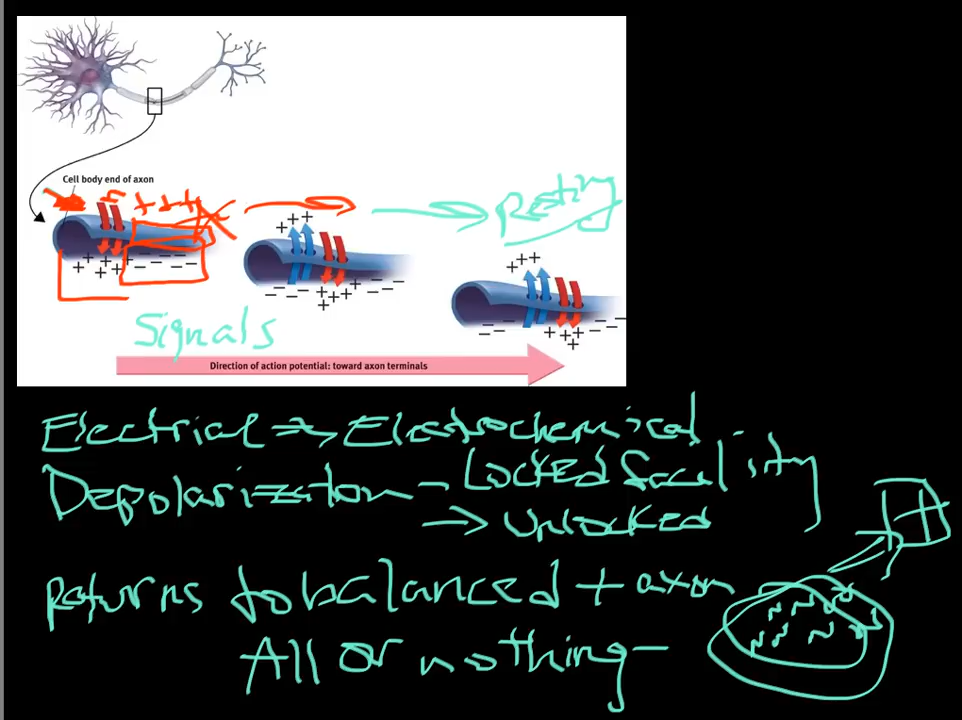 Cell body end of axon
Resting
Signals
Direction of action potential: toward axon terminals
Electrical → Electrochemical
Depolarization - Locked facility
→ Unlocked
Returns to balanced + axon
All or nothing -